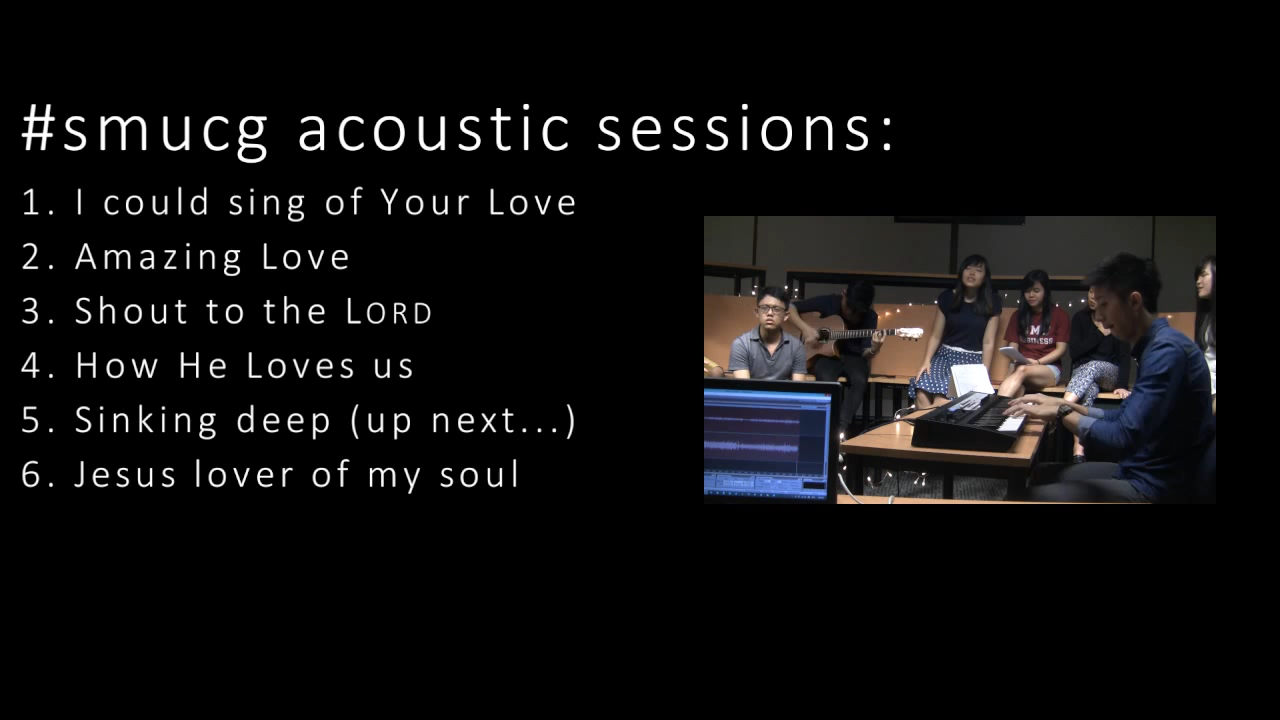 #smucg acoustic sessions:
1. I could sing of Your Love
2. Amazing Love
3. Shout to the LORD
4. How He Loves us
5. Sinking deep (up next...)
6. Jesus lover of my soul